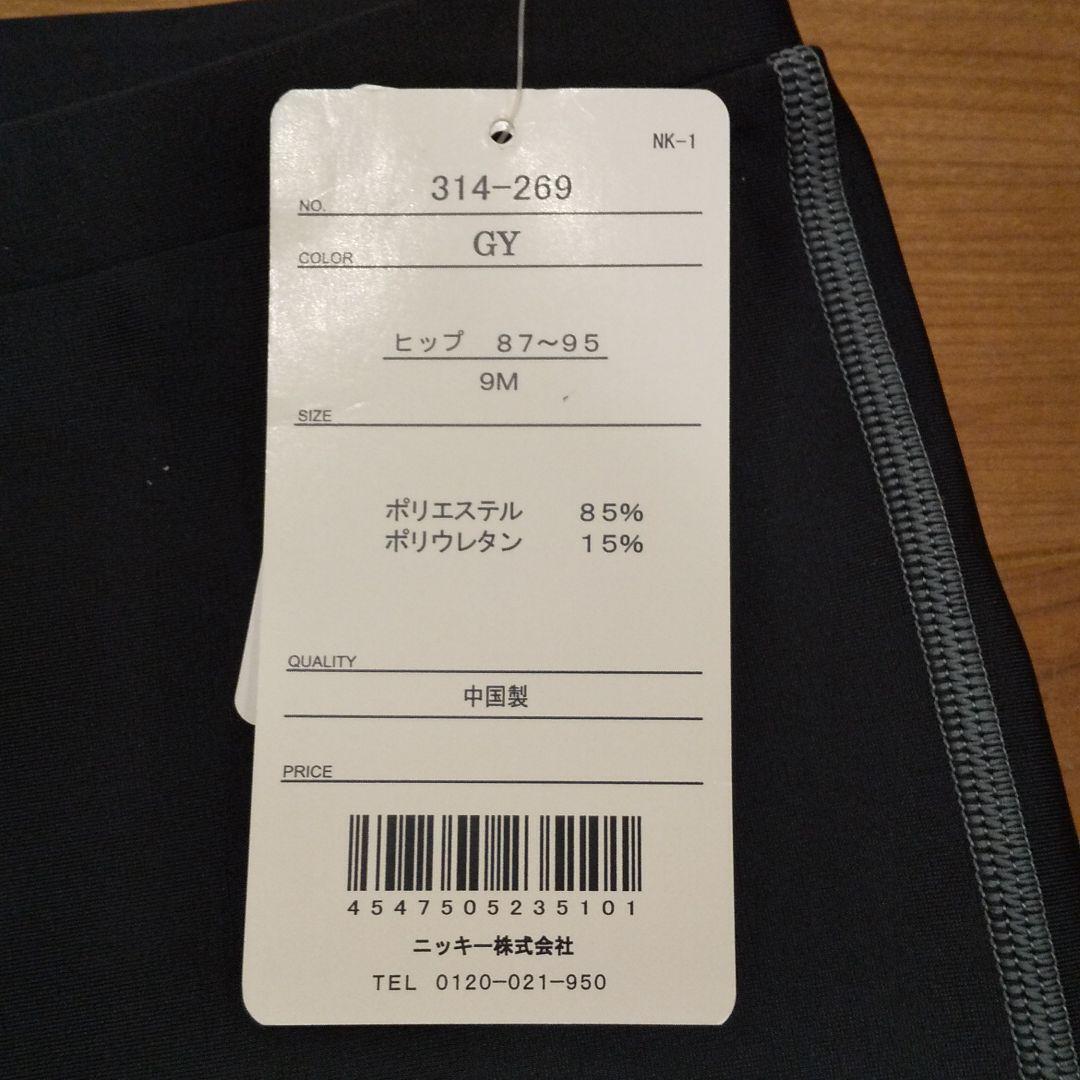 NK-1
NO. 314-269
COLOR GY
ヒップ 87～95
9M
SIZE
ポリエステル 85%
ポリウレタン 15%
QUALITY
中国製
PRICE
4547505235101
ニッキー株式会社
TEL 0120-021-950